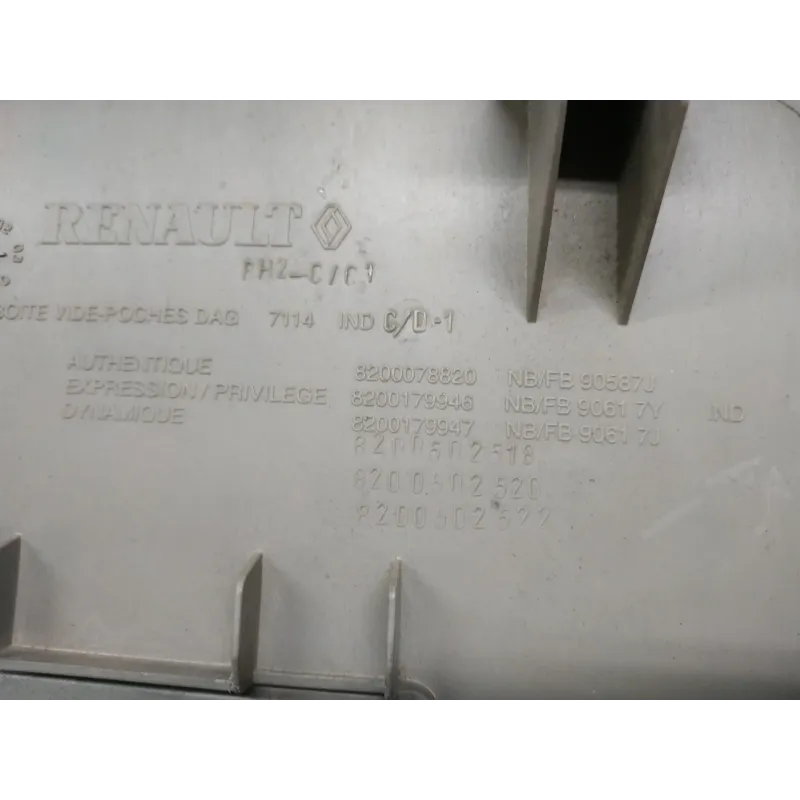 RENAULT
PH2-C/C1
BOITE VIDE-POCHES DAG 7114 IND C/D-1
AUTHENTIQUE 8200078820 NB/FB 90587J
EXPRESSION/PRIVILEGE 8200179946 NB/FB 9061 7Y IND
DYNAMIQUE 8200179947 NB/FB 9061 7J
8200502518
8200502520
8200502522